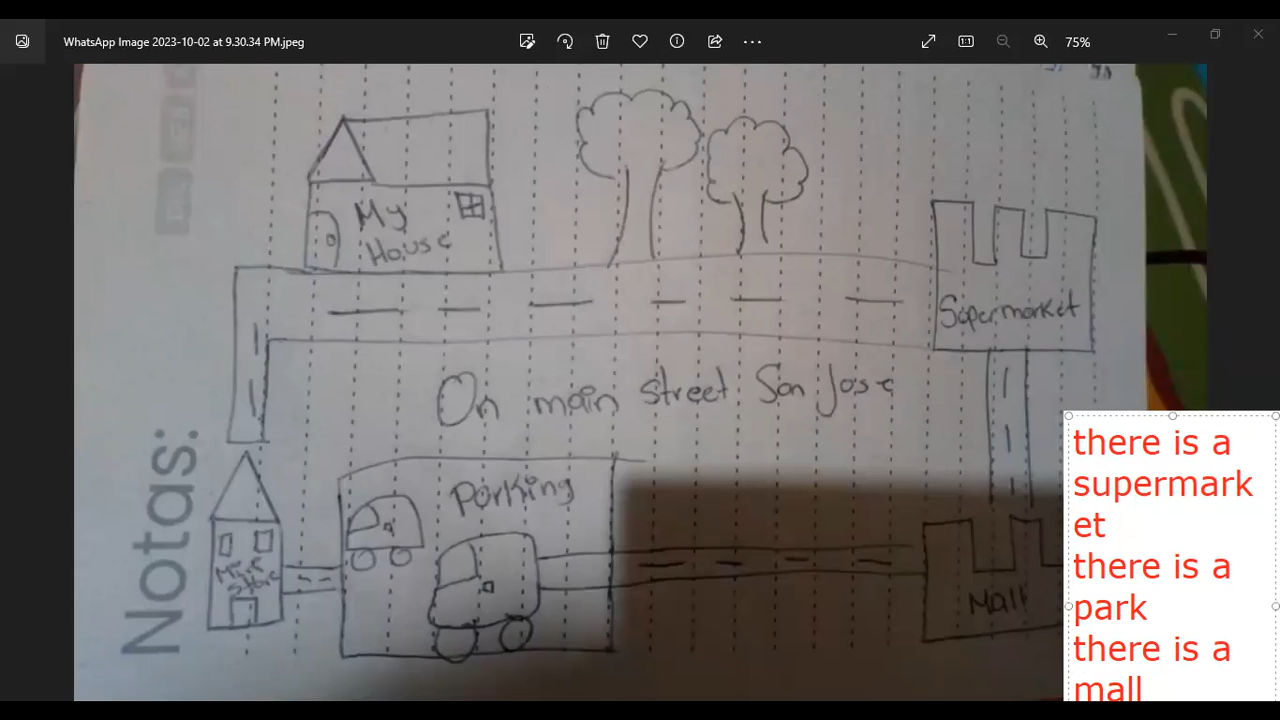 WhatsApp Image 2023-10-02 at 9.30.34 PM.jpeg
75%
My
House
Supermarket
On main street San Jose
Notas:
Parking
Mall
there is a
supermark
et
there is a
park
there is a
mall